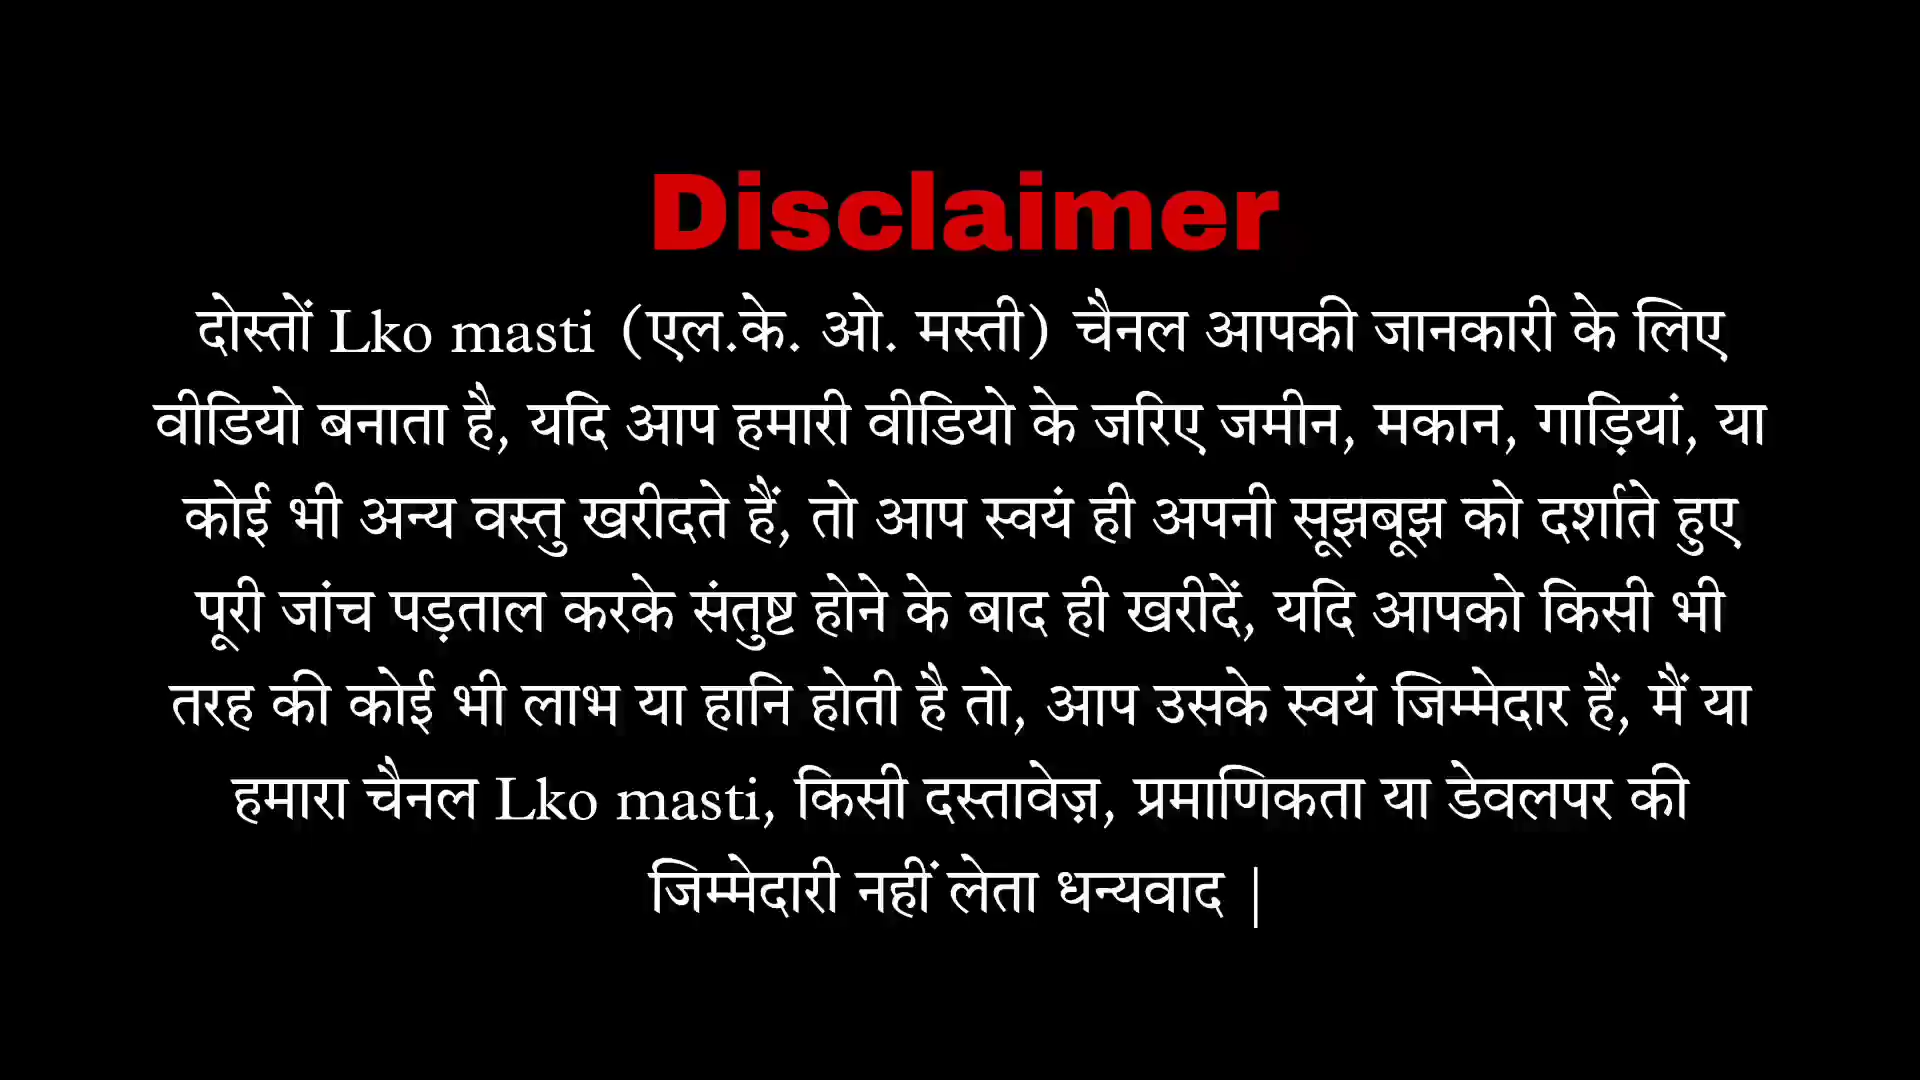 Disclaimer
दोस्तों Lko masti (एल.के. ओ. मस्ती) चैनल आपकी जानकारी के लिए
वीडियो बनाता है, यदि आप हमारी वीडियो के जरिए जमीन, मकान, गाड़ियां, या
कोई भी अन्य वस्तु खरीदते हैं, तो आप स्वयं ही अपनी सूझबूझ को दर्शाते हुए
पूरी जांच पड़ताल करके संतुष्ट होने के बाद ही खरीदें, यदि आपको किसी भी
तरह की कोई भी लाभ या हानि होती है तो, आप उसके स्वयं जिम्मेदार हैं, मैं या
हमारा चैनल Lko masti, किसी दस्तावेज़, प्रमाणिकता या डेवलपर की
जिम्मेदारी नहीं लेता धन्यवाद |